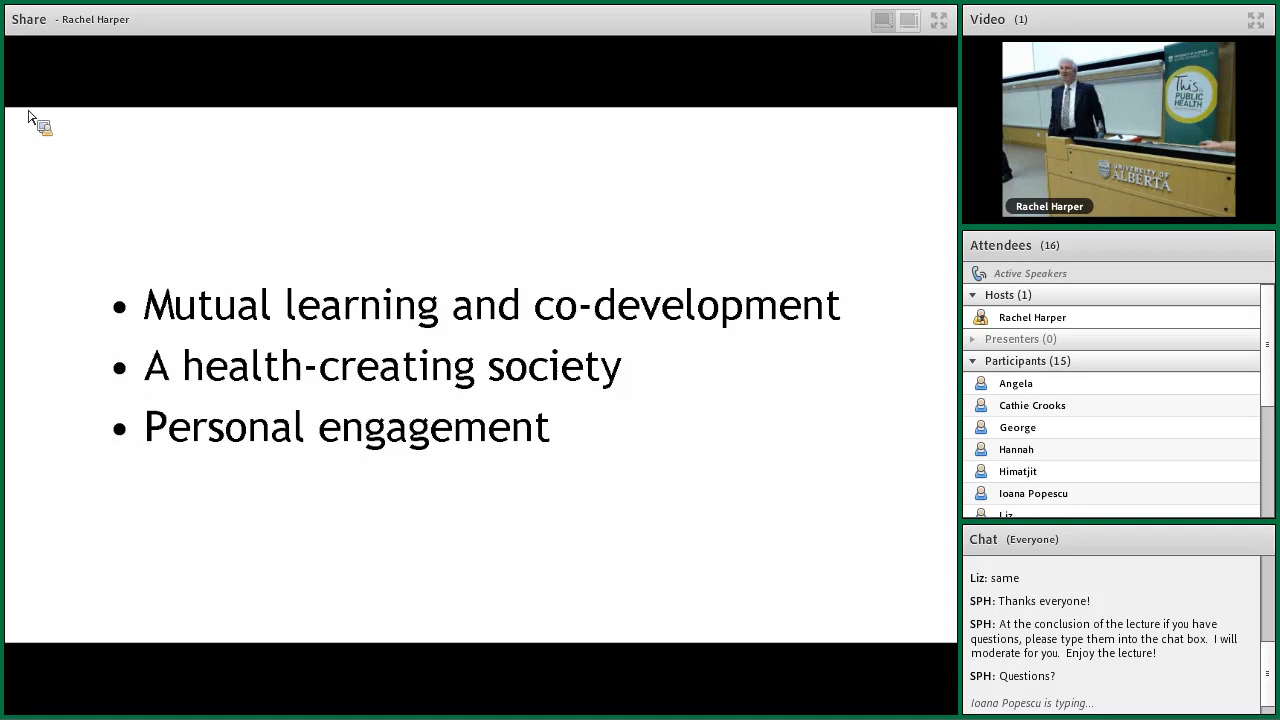 Share - Rachel Harper
• Mutual learning and co-development
• A health-creating society
• Personal engagement
Video (1)
This is
PUBLIC
HEALTH
UNIVERSITY OF
ALBERTA
Rachel Harper
Attendees (16)
Active Speakers
Hosts (1)
Rachel Harper
Presenters (0)
Participants (15)
Angela
Cathie Crooks
George
Hannah
Himatjit
Ioana Popescu
Liz
Chat (Everyone)
Liz: same
SPH: Thanks everyone!
SPH: At the conclusion of the lecture if you have
questions, please type them into the chat box. I will
moderate for you. Enjoy the lecture!
SPH: Questions?
Ioana Popescu is typing...